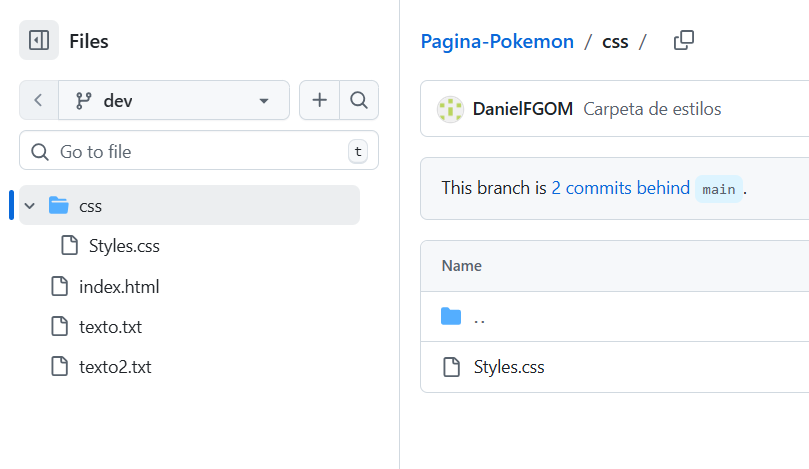 Files
dev
Go to file
t
css
Styles.css
index.html
texto.txt
texto2.txt
Pagina-Pokemon / css /
DanielFGOM Carpeta de estilos
This branch is 2 commits behind main .
Name
..
Styles.css